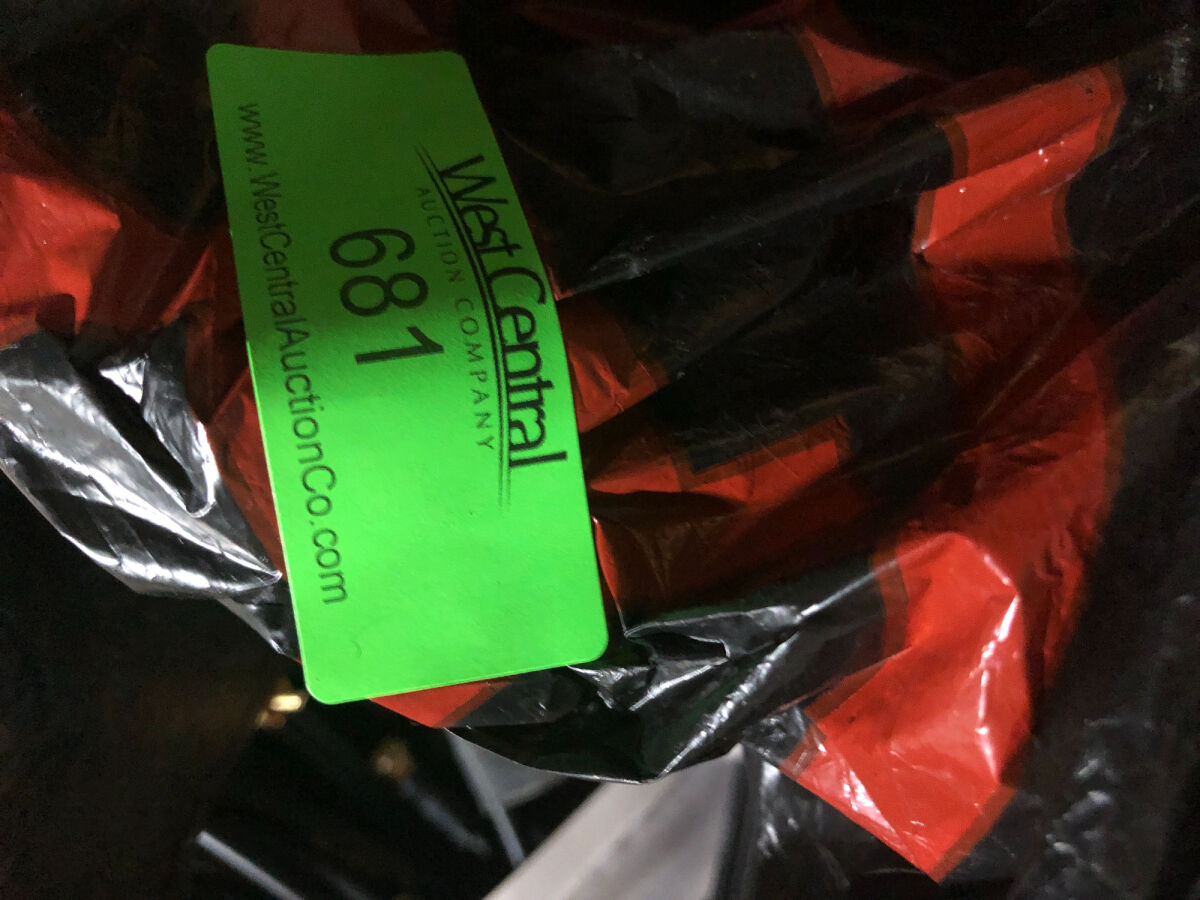 West Central
AUCTION COMPANY
681
www.WestCentralAuctionCo.com